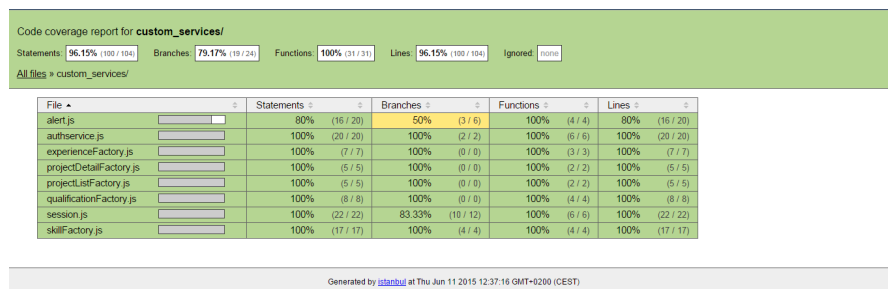 Code coverage report for custom_services/
Statements: 96.15% (100 / 104) Branches: 79.17% (19 / 24) Functions: 100% (31 / 31) Lines: 96.15% (100 / 104) Ignored: none
All files » custom_services/
File Statements Branches Functions Lines
alert.js 80% (16 / 20) 50% (3 / 6) 100% (4 / 4) 80% (16 / 20)
authservice.js 100% (20 / 20) 100% (2 / 2) 100% (6 / 6) 100% (20 / 20)
experienceFactory.js 100% (7 / 7) 100% (0 / 0) 100% (3 / 3) 100% (7 / 7)
projectDetailFactory.js 100% (5 / 5) 100% (0 / 0) 100% (2 / 2) 100% (5 / 5)
projectListFactory.js 100% (5 / 5) 100% (0 / 0) 100% (2 / 2) 100% (5 / 5)
qualificationFactory.js 100% (8 / 8) 100% (0 / 0) 100% (4 / 4) 100% (8 / 8)
session.js 100% (22 / 22) 83.33% (10 / 12) 100% (6 / 6) 100% (22 / 22)
skillFactory.js 100% (17 / 17) 100% (4 / 4) 100% (4 / 4) 100% (17 / 17)
Generated by istanbul at Thu Jun 11 2015 12:37:16 GMT+0200 (CEST)